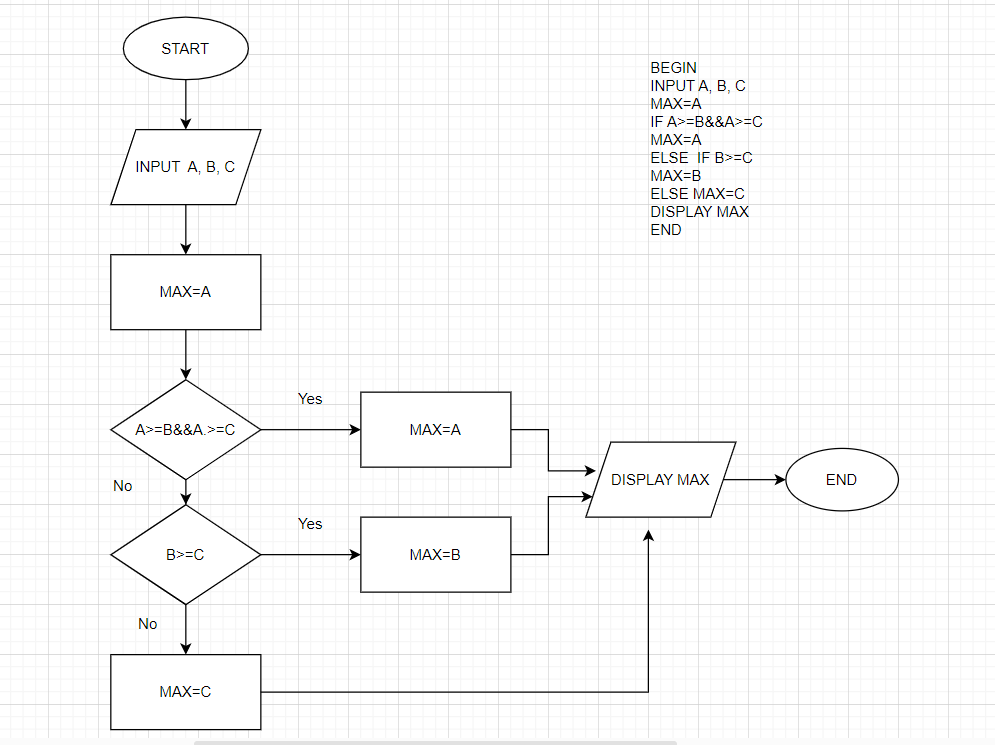 START
INPUT A, B, C
MAX=A
A>=B&&A.>=C
Yes
MAX=A
No
B>=C
Yes
MAX=B
No
MAX=C
DISPLAY MAX
END
BEGIN
INPUT A, B, C
MAX=A
IF A>=B&&A>=C
MAX=A
ELSE  IF B>=C
MAX=B
ELSE MAX=C
DISPLAY MAX
END